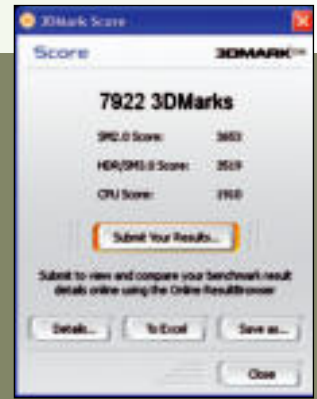 3DMark Score
Score 3DMARK
7922 3DMarks
SM2.0 Score:
HDR/SM3.0 Score: 3519
CPU Score:
Submit Your Results...
Submit to view and compare your benchmark result
details online using the Online ResultBrowser
Details... To Excel Save as...
Close